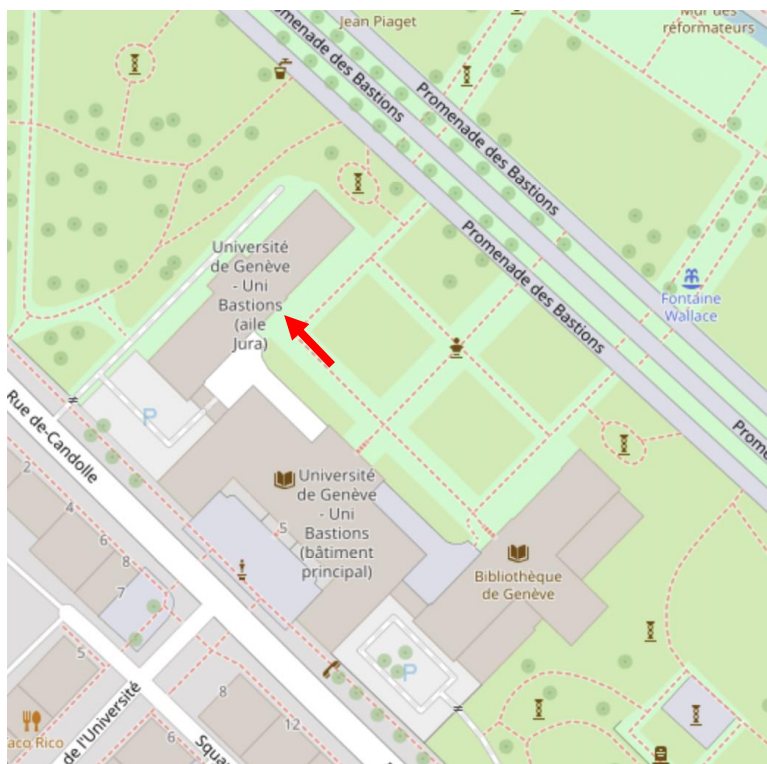 Jean Piaget
Mur des
réformateurs
Promenade des Bastions
Promenade des Bastions
Promenade des Bastions
Université
de Genève
- Uni
Bastions
(aile
Jura)
Fontaine
Wallace
P
Rue de-Candolle
Université
de Genève
- Uni
Bastions
(bâtiment
principal)
Bibliothèque
de Genève
Prome
2
4
6
8
7
5
5
P
8
12
6
aco Rico
de l'Université
Squa